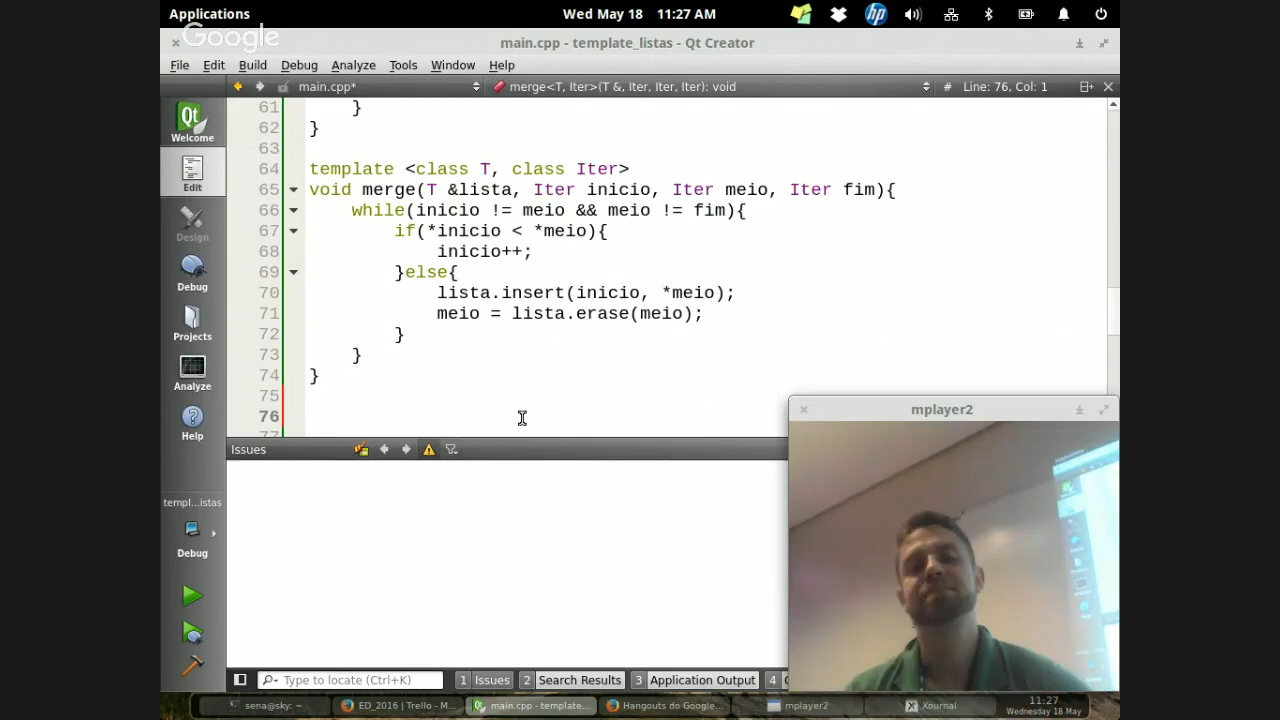 Applications
Wed May 18 11:27 AM
Google
main.cpp - template_listas - Qt Creator
File Edit Build Debug Analyze Tools Window Help
main.cpp* merge<T, Iter>(T &, Iter, Iter, Iter): void # Line: 76, Col: 1
Welcome
Edit
Design
Debug
Projects
Analyze
Help
templ...istas
Debug
61 }
62 }
63
64 template <class T, class Iter>
65 void merge(T &lista, Iter inicio, Iter meio, Iter fim){
66 while(inicio != meio && meio != fim){
67 if(*inicio < *meio){
68 inicio++;
69 }else{
70 lista.insert(inicio, *meio);
71 meio = lista.erase(meio);
72 }
73 }
74 }
75
76
77
Issues
mplayer2
Type to locate (Ctrl+K) 1 Issues 2 Search Results 3 Application Output 4
sena@sky: ~ ED_2016 | Trello - M... main.cpp - template... Hangouts do Google... mplayer2 Xournal 11:27
Wednesday 18 May